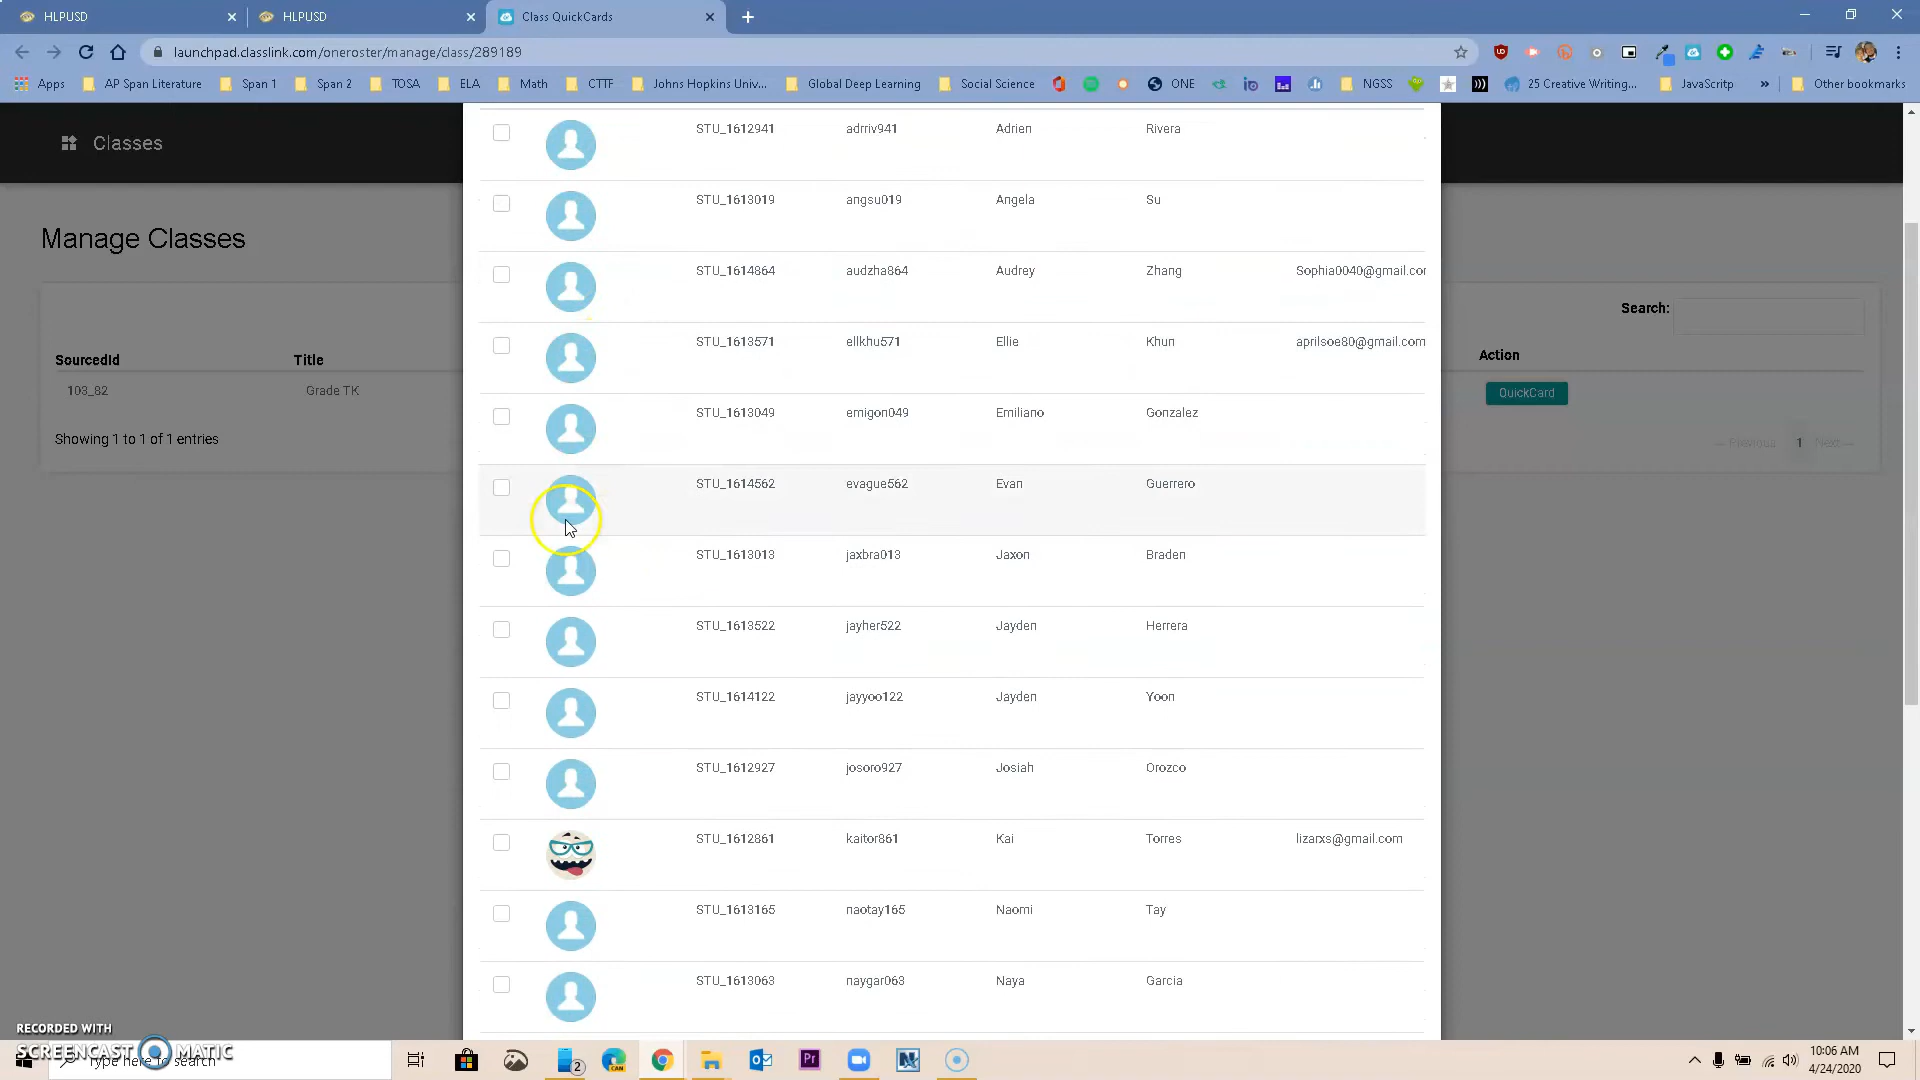 HLPUSD
HLPUSD
Class QuickCards
launchpad.classlink.com/oneroster/manage/class/289189
Apps
AP Span Literature
Span 1
Span 2
TOSA
ELA
Math
CTTF
Johns Hopkins Univ...
Global Deep Learning
Social Science
ONE
NGSS
25 Creative Writing...
JavaScritp
Other bookmarks
Classes
Manage Classes
Search:
SourcedId Title Action
103_82 Grade TK QuickCard
Showing 1 to 1 of 1 entries
← Previous 1 Next →
STU_1612941 adrriv941 Adrien Rivera
STU_1613019 angsu019 Angela Su
STU_1614864 audzha864 Audrey Zhang Sophia0040@gmail.cor
STU_1613571 ellkhu571 Ellie Khun aprilsoe80@gmail.com
STU_1613049 emigon049 Emiliano Gonzalez
STU_1614562 evague562 Evan Guerrero
STU_1613013 jaxbra013 Jaxon Braden
STU_1613522 jayher522 Jayden Herrera
STU_1614122 jayyoo122 Jayden Yoon
STU_1612927 josoro927 Josiah Orozco
STU_1612861 kaitor861 Kai Torres lizarxs@gmail.com
STU_1613165 naotay165 Naomi Tay
STU_1613063 naygar063 Naya Garcia
RECORDED WITH
SCREENCAST MATIC
Type here to search
2
CAN
Pr
10:06 AM
4/24/2020